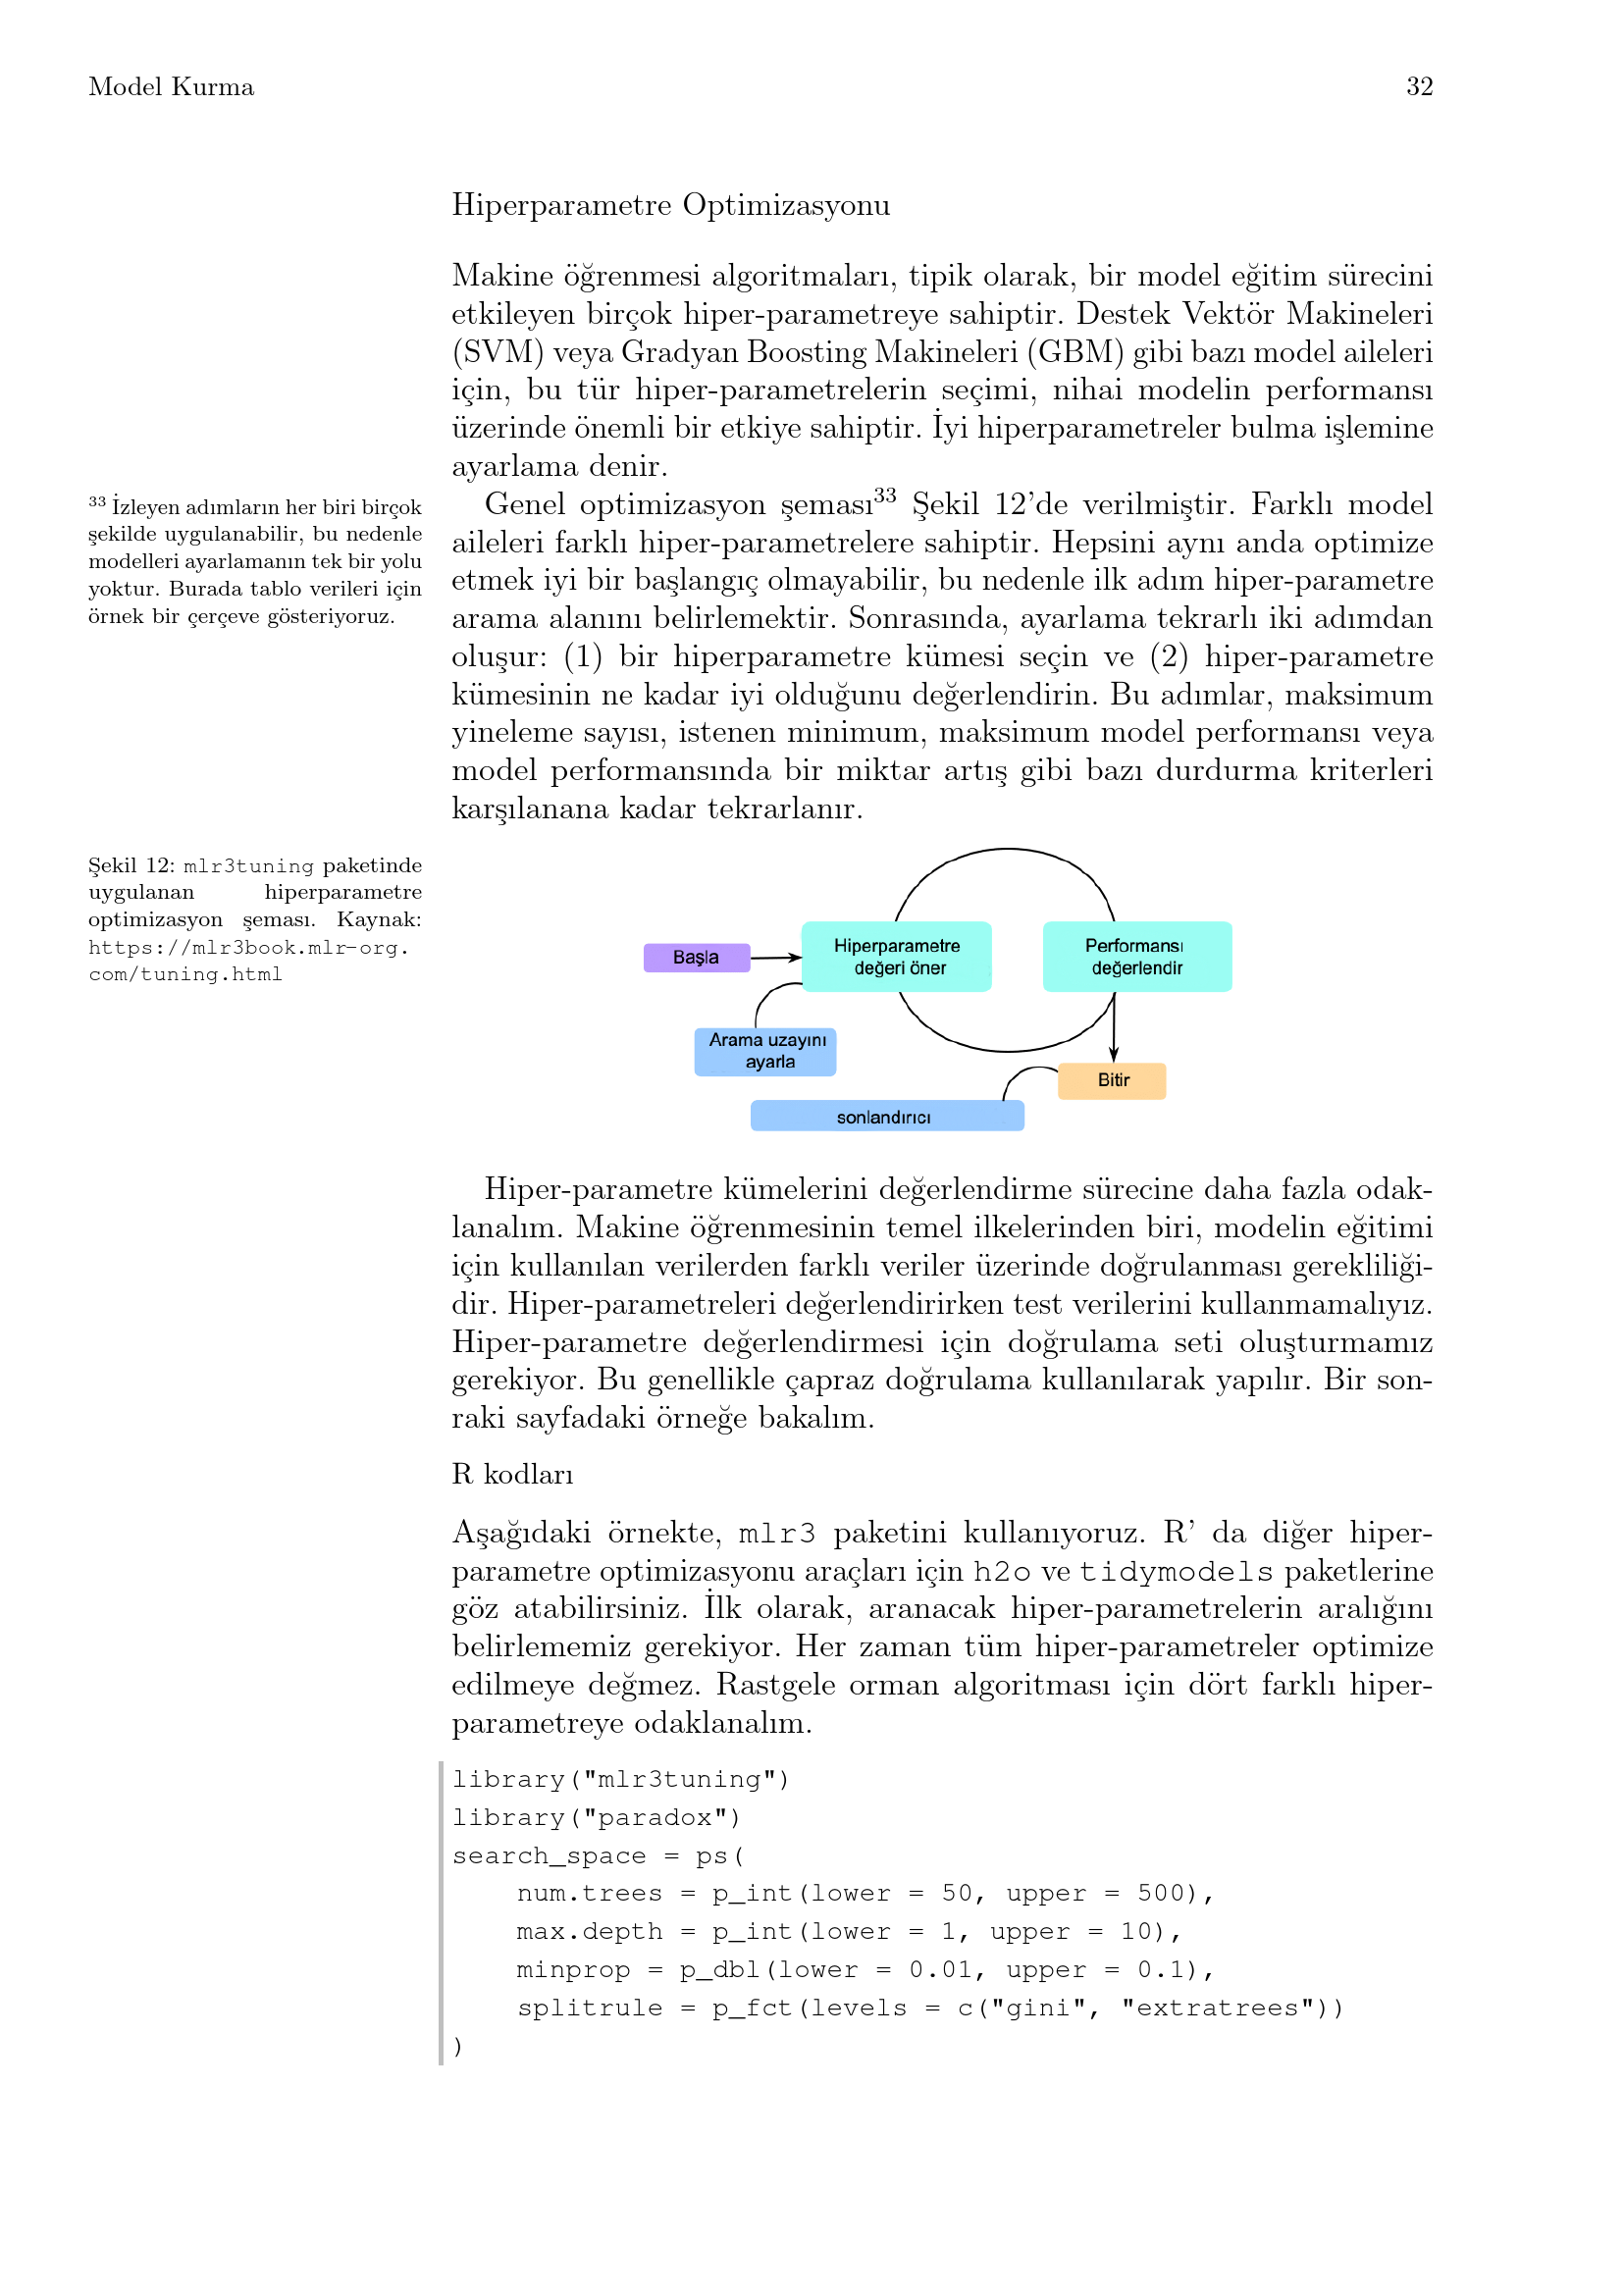 Model Kurma
32
Hiperparametre Optimizasyonu
Makine öğrenmesi algoritmaları, tipik olarak, bir model eğitim sürecini
etkileyen birçok hiper-parametreye sahiptir. Destek Vektör Makineleri
(SVM) veya Gradyan Boosting Makineleri (GBM) gibi bazı model aileleri
için, bu tür hiper-parametrelerin seçimi, nihai modelin performansı
üzerinde önemli bir etkiye sahiptir. İyi hiperparametreler bulma işlemine
ayarlama denir.
Genel optimizasyon şeması³³ Şekil 12'de verilmiştir. Farklı model
aileleri farklı hiper-parametrelere sahiptir. Hepsini aynı anda optimize
etmek iyi bir başlangıç olmayabilir, bu nedenle ilk adım hiper-parametre
arama alanını belirlemektir. Sonrasında, ayarlama tekrarlı iki adımdan
oluşur: (1) bir hiperparametre kümesi seçin ve (2) hiper-parametre
kümesinin ne kadar iyi olduğunu değerlendirin. Bu adımlar, maksimum
yineleme sayısı, istenen minimum, maksimum model performansı veya
model performansında bir miktar artış gibi bazı durdurma kriterleri
karşılanana kadar tekrarlanır.
³³ İzleyen adımların her biri birçok
şekilde uygulanabilir, bu nedenle
modelleri ayarlamanın tek bir yolu
yoktur. Burada tablo verileri için
örnek bir çerçeve gösteriyoruz.
Şekil 12: mlr3tuning paketinde
uygulanan hiperparametre
optimizasyon şeması. Kaynak:
https://mlr3book.mlr-org.
com/tuning.html
Başla
Hiperparametre
değeri öner
Performansı
değerlendir
Arama uzayını
ayarla
Bitir
sonlandırıcı
Hiper-parametre kümelerini değerlendirme sürecine daha fazla odak-
lanalım. Makine öğrenmesinin temel ilkelerinden biri, modelin eğitimi
için kullanılan verilerden farklı veriler üzerinde doğrulanması gerekliliği-
dir. Hiper-parametreleri değerlendirirken test verilerini kullanmamalıyız.
Hiper-parametre değerlendirmesi için doğrulama seti oluşturmamız
gerekiyor. Bu genellikle çapraz doğrulama kullanılarak yapılır. Bir son-
raki sayfadaki örneğe bakalım.
R kodları
Aşağıdaki örnekte, mlr3 paketini kullanıyoruz. R' da diğer hiper-
parametre optimizasyonu araçları için h2o ve tidymodels paketlerine
göz atabilirsiniz. İlk olarak, aranacak hiper-parametrelerin aralığını
belirlememiz gerekiyor. Her zaman tüm hiper-parametreler optimize
edilmeye değmez. Rastgele orman algoritması için dört farklı hiper-
parametreye odaklanalım.
library("mlr3tuning")
library("paradox")
search_space = ps(
    num.trees = p_int(lower = 50, upper = 500),
    max.depth = p_int(lower = 1, upper = 10),
    minprop = p_dbl(lower = 0.01, upper = 0.1),
    splitrule = p_fct(levels = c("gini", "extratrees"))
)